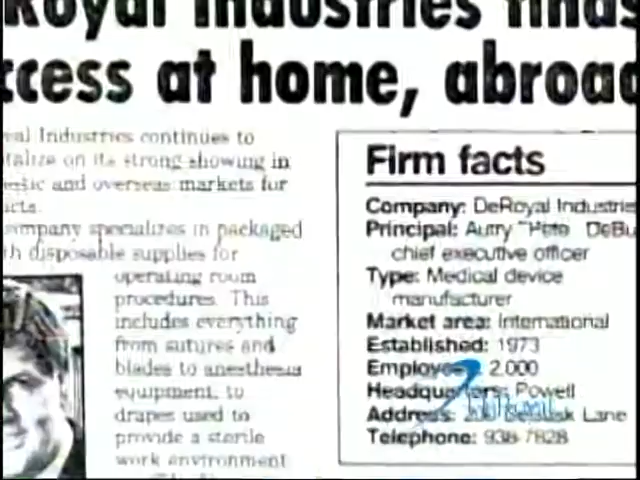 Royal Industries finds
ccess at home, abroad
yal Industries continues to
talize on its strong showing in
estic and overseas markets for
ucts.
company specializes in packaged
th disposable supplies for
operating room
procedures. This
includes everything
from sutures and
blades to anesthesia
equipment, to
drapes used to
provide a sterile
work environment
Firm facts
Company: DeRoyal Industries
Principal: Autry "Pete" DeBu
chief executive officer
Type: Medical device
manufacturer
Market area: International
Established: 1973
Employees: 2,000
Headquarters: Powell
Address: Lane
Telephone: 938-7828